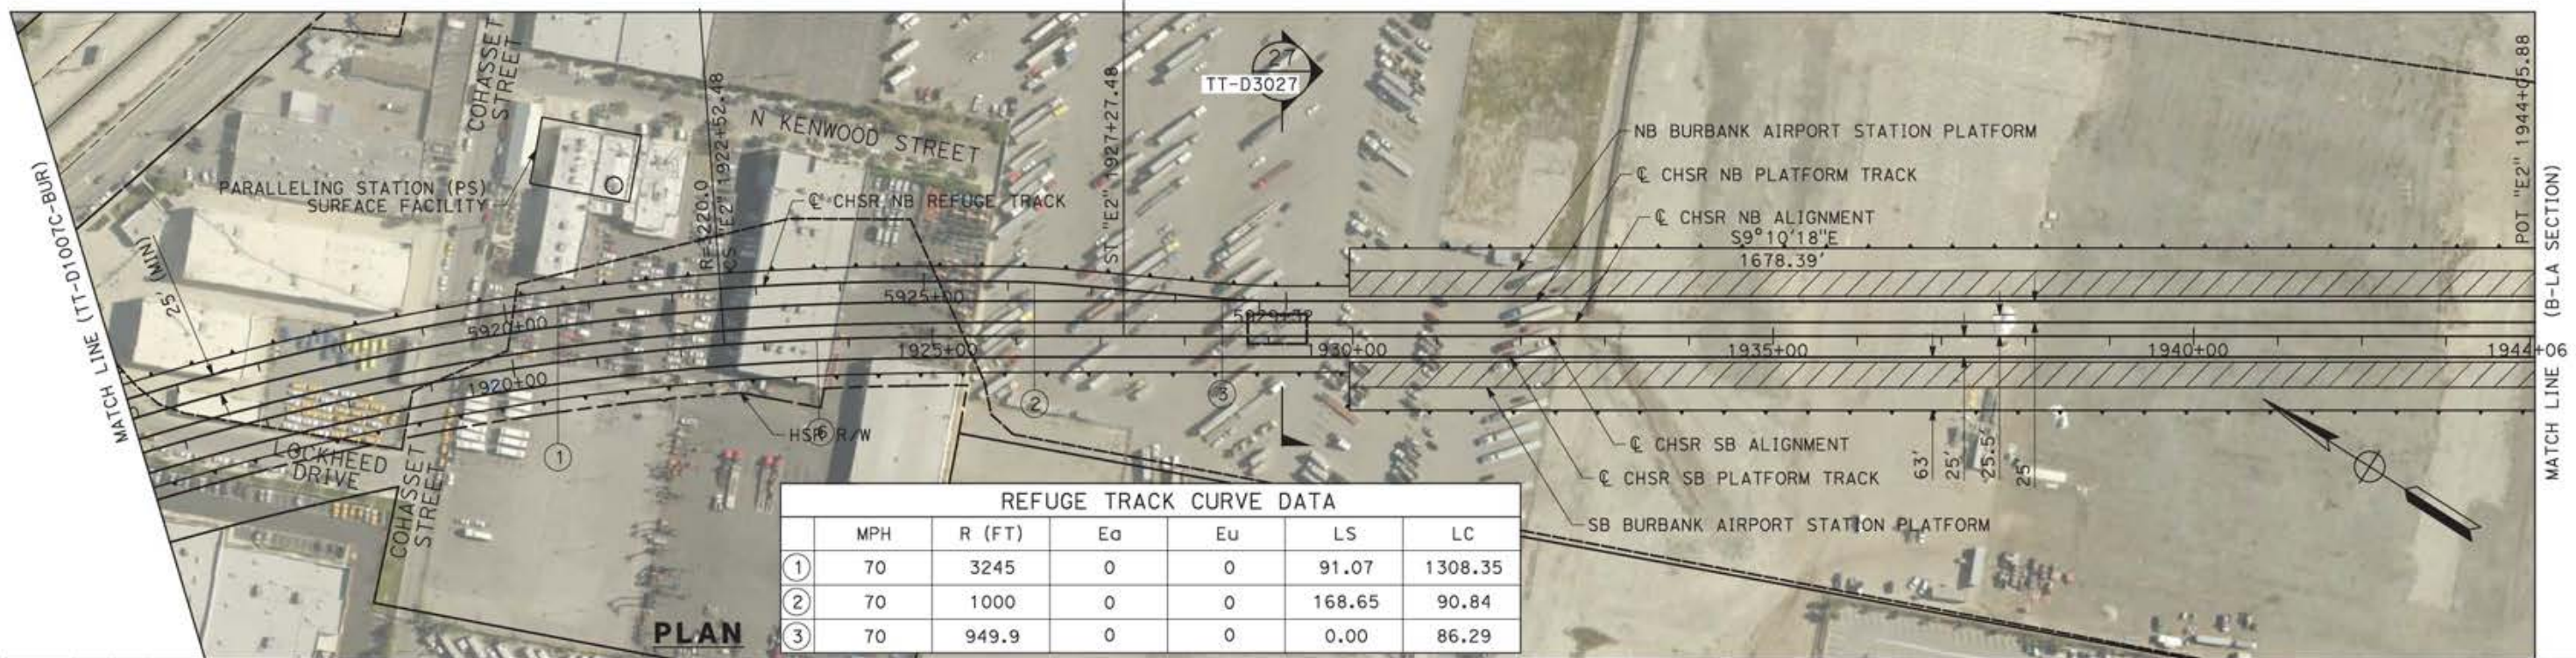 COHASSET
STREET
27
TT-D3027
N KENWOOD STREET
R=3220.0
CS "E2" 1922+52.48
ST "E2" 1927+27.48
POT "E2" 1944+05.88
MATCH LINE (TT-D1007C-BUR)
PARALLELING STATION (PS)
SURFACE FACILITY
℄ CHSR NB REFUGE TRACK
NB BURBANK AIRPORT STATION PLATFORM
℄ CHSR NB PLATFORM TRACK
℄ CHSR NB ALIGNMENT
S9°10'18"E
1678.39'
25' (MIN)
5920+00
5925+00
1920+00
1925+00
1930+00
1935+00
1940+00
1944+06
MATCH LINE (B-LA SECTION)
LOCKHEED
DRIVE
COHASSET
STREET
1
2
3
6
HSR R/W
℄ CHSR SB ALIGNMENT
℄ CHSR SB PLATFORM TRACK
SB BURBANK AIRPORT STATION PLATFORM
63'
25'
25.5'
25'
REFUGE TRACK CURVE DATA
MPH R (FT) Ea Eu LS LC
1 70 3245 0 0 91.07 1308.35
2 70 1000 0 0 168.65 90.84
3 70 949.9 0 0 0.00 86.29
PLAN